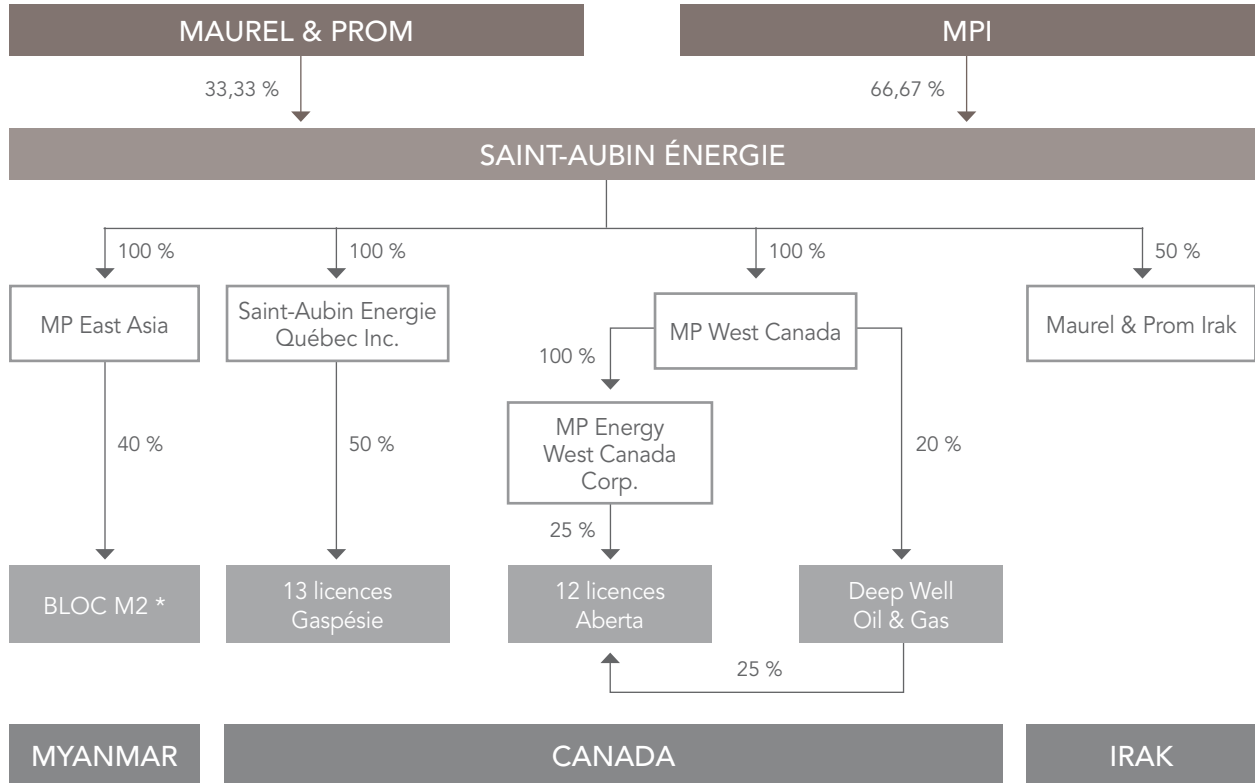 MAUREL & PROM
MPI
33,33 %
66,67 %
SAINT-AUBIN ÉNERGIE
100 %
100 %
100 %
50 %
MP East Asia
Saint-Aubin Energie
Québec Inc.
MP West Canada
Maurel & Prom Irak
100 %
MP Energy
West Canada
Corp.
40 %
50 %
20 %
25 %
BLOC M2 *
13 licences
Gaspésie
12 licences
Aberta
Deep Well
Oil & Gas
25 %
MYANMAR
CANADA
IRAK